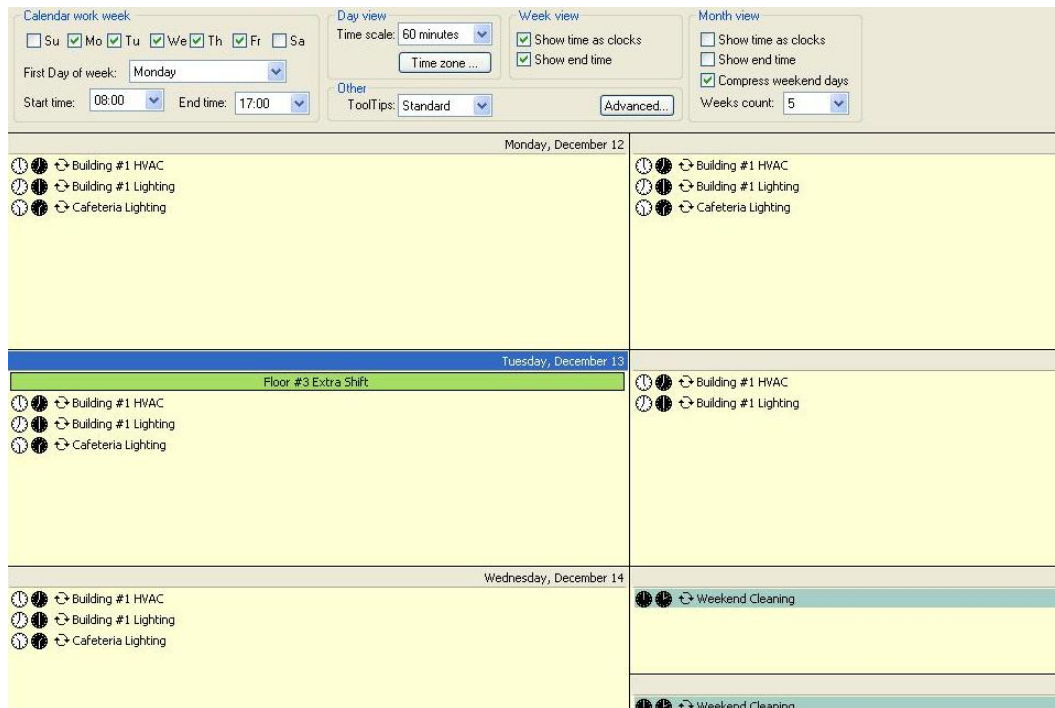 Calendar work week
Su Mo Tu We Th Fr Sa
First Day of week: Monday
Start time: 08:00 End time: 17:00
Day view
Time scale: 60 minutes
Time zone ...
Other
ToolTips: Standard
Advanced...
Week view
Show time as clocks
Show end time
Month view
Show time as clocks
Show end time
Compress weekend days
Weeks count: 5
Monday, December 12
Building #1 HVAC
Building #1 Lighting
Cafeteria Lighting
Tuesday, December 13
Floor #3 Extra Shift
Building #1 HVAC
Building #1 Lighting
Cafeteria Lighting
Wednesday, December 14
Building #1 HVAC
Building #1 Lighting
Cafeteria Lighting
Building #1 HVAC
Building #1 Lighting
Cafeteria Lighting
Building #1 HVAC
Building #1 Lighting
Weekend Cleaning
Weekend Cleaning